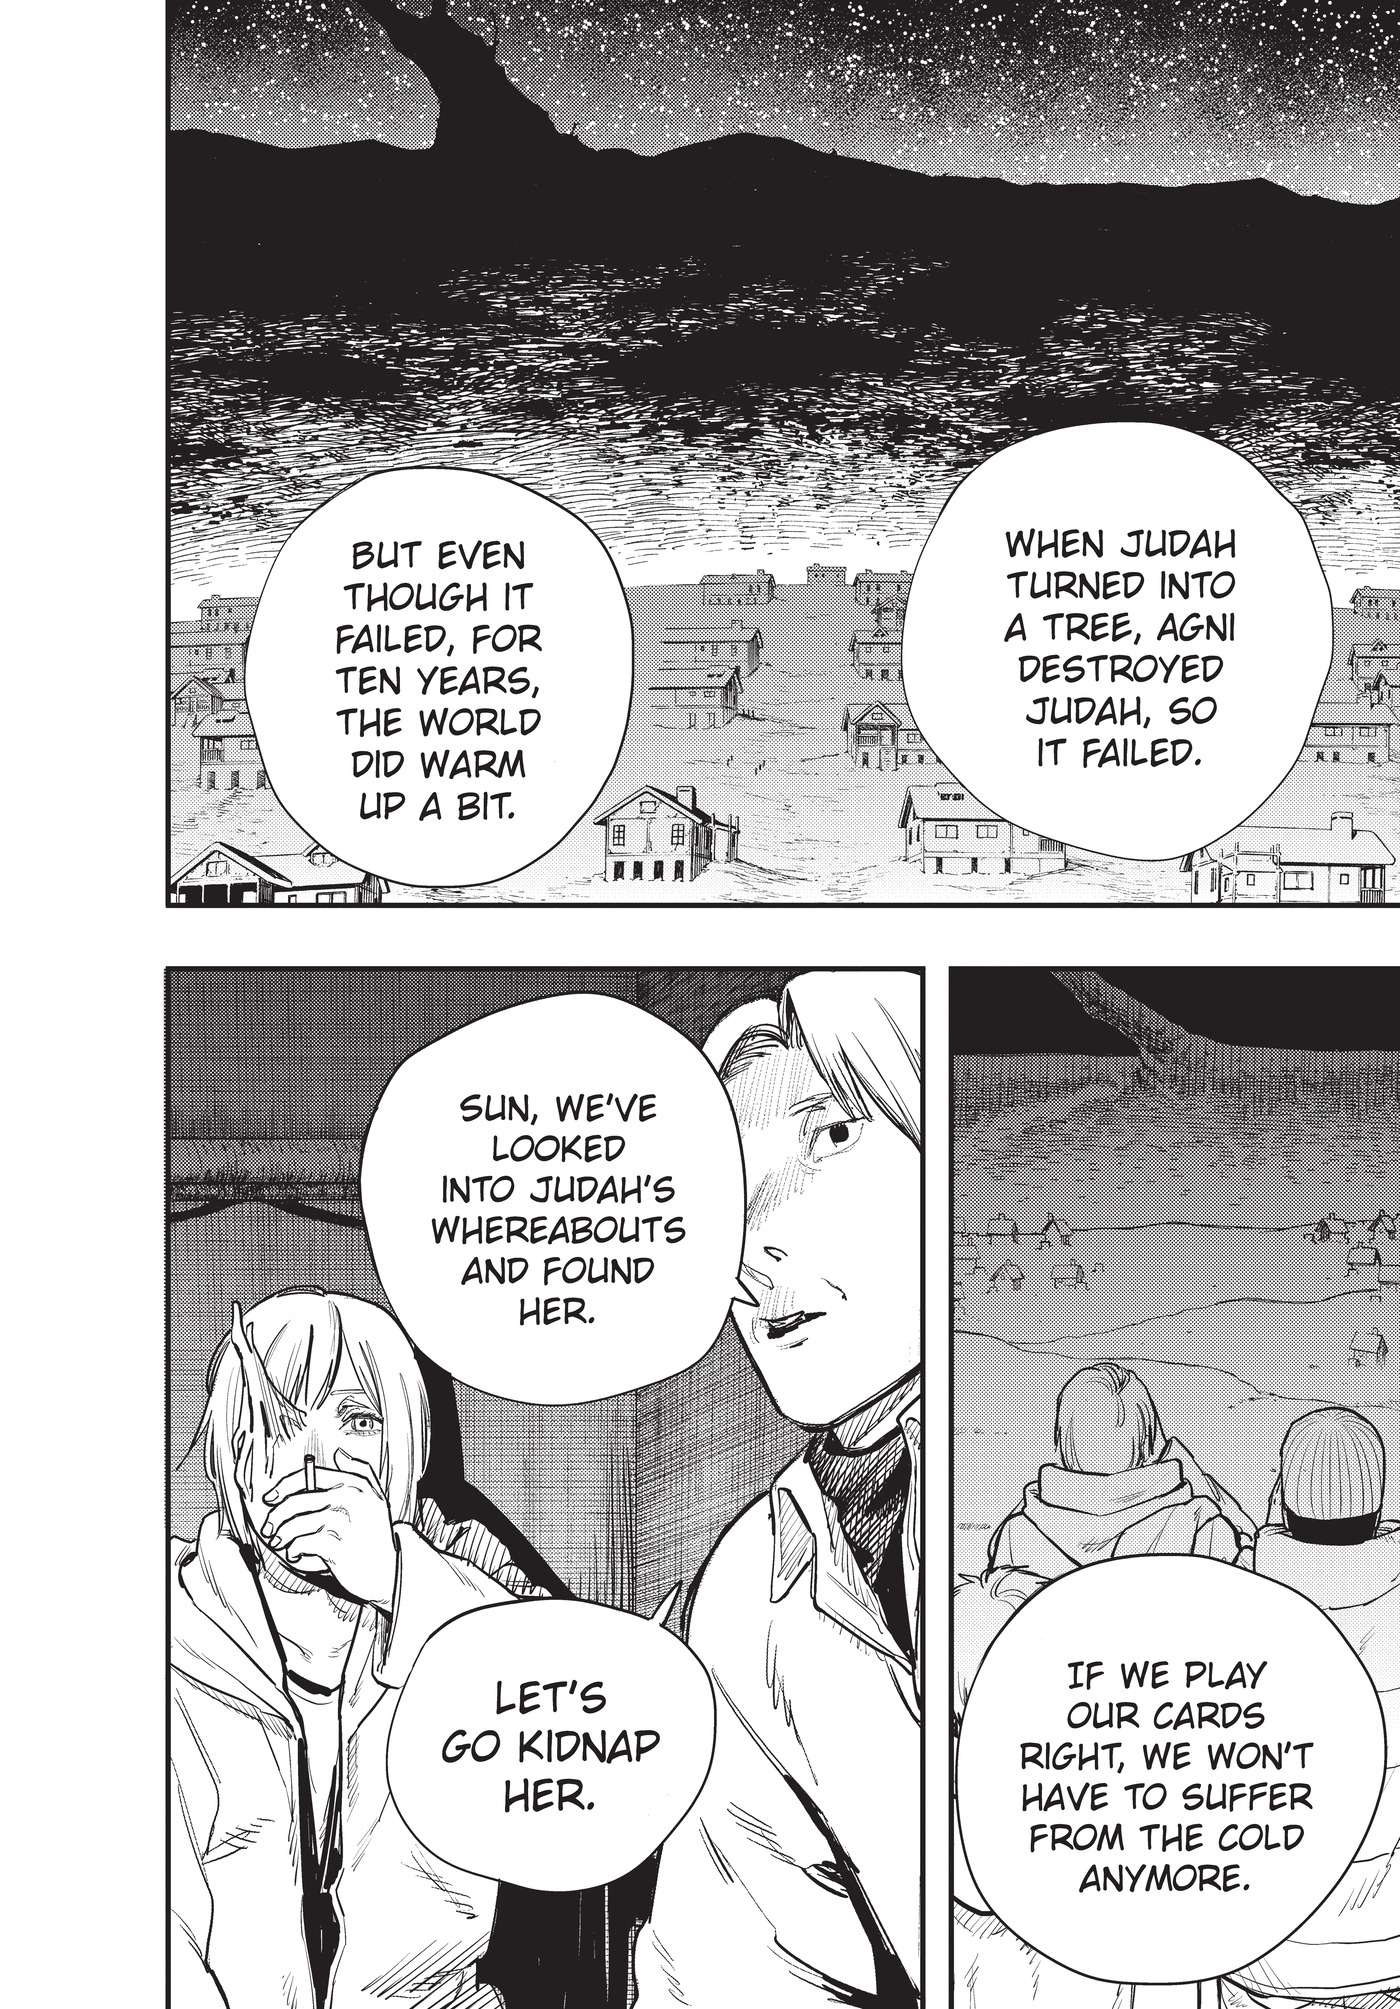 WHEN JUDAH
TURNED INTO
A TREE, AGNI
DESTROYED
JUDAH, SO
IT FAILED.
BUT EVEN
THOUGH IT
FAILED, FOR
TEN YEARS,
THE WORLD
DID WARM
UP A BIT.
IF WE PLAY
OUR CARDS
RIGHT, WE WON'T
HAVE TO SUFFER
FROM THE COLD
ANYMORE.
SUN, WE'VE
LOOKED
INTO JUDAH'S
WHEREABOUTS
AND FOUND
HER.
LET'S
GO KIDNAP
HER.